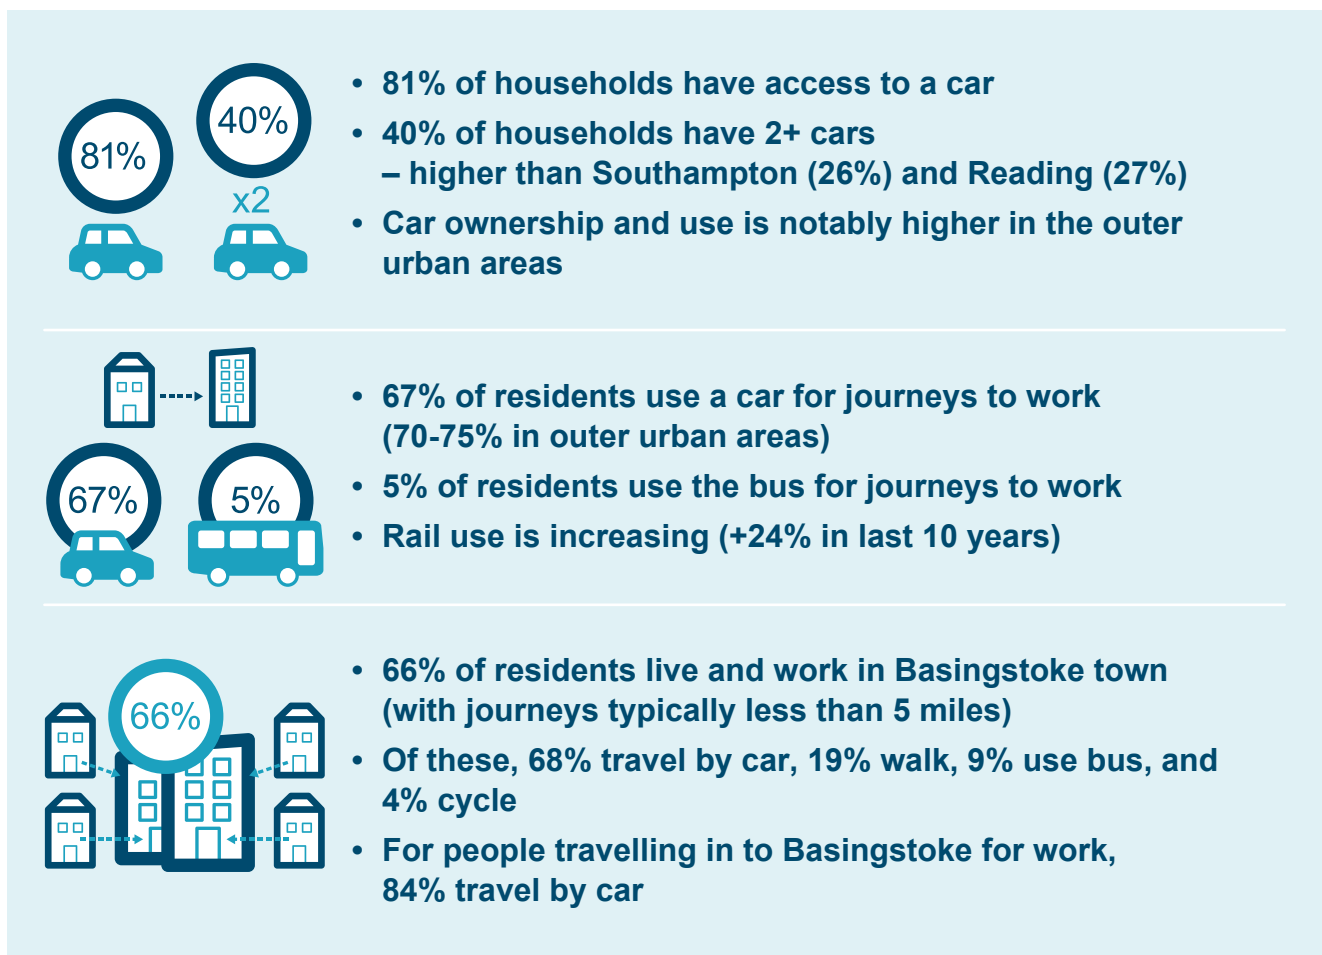 81%
40%
x2
• 81% of households have access to a car
• 40% of households have 2+ cars
– higher than Southampton (26%) and Reading (27%)
• Car ownership and use is notably higher in the outer
urban areas
67%
5%
• 67% of residents use a car for journeys to work
(70-75% in outer urban areas)
• 5% of residents use the bus for journeys to work
• Rail use is increasing (+24% in last 10 years)
66%
• 66% of residents live and work in Basingstoke town
(with journeys typically less than 5 miles)
• Of these, 68% travel by car, 19% walk, 9% use bus, and
4% cycle
• For people travelling in to Basingstoke for work,
84% travel by car